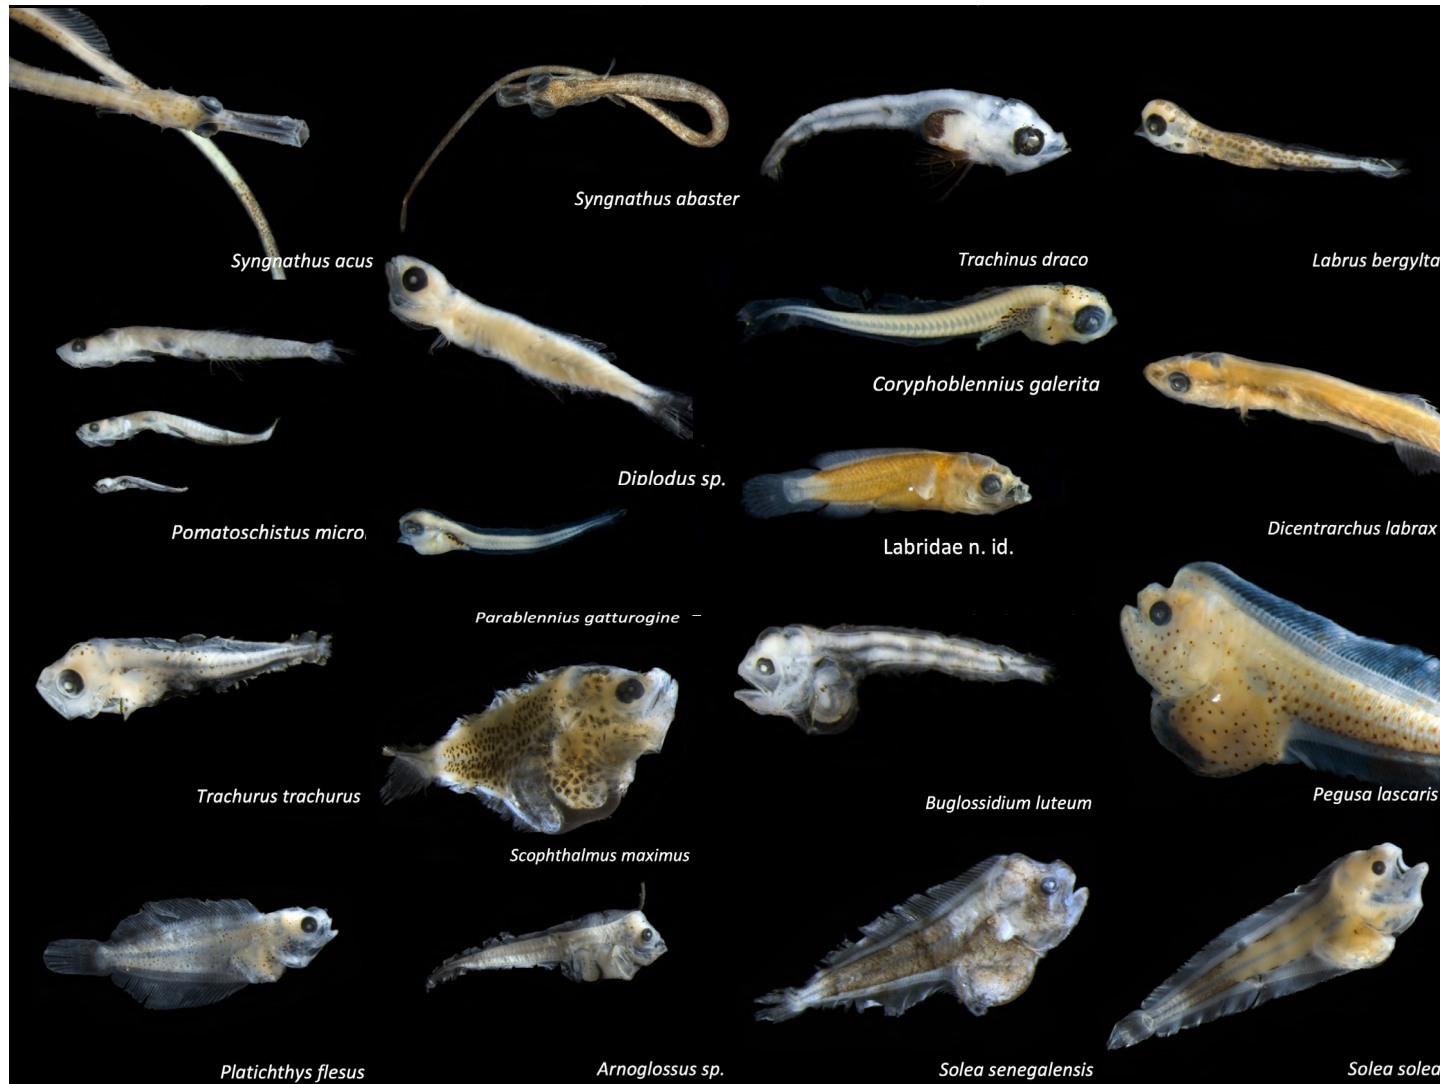 Syngnathus abaster
Syngnathus acus
Trachinus draco
Labrus bergylta
Coryphoblennius galerita
Diplodus sp.
Pomatoschistus micro
Dicentrarchus labrax
Labridae n. id.
Parablennius gatturogine
Trachurus trachurus
Buglossidium luteum
Pegusa lascaris
Scophthalmus maximus
Platichthys flesus
Arnoglossus sp.
Solea senegalensis
Solea solea